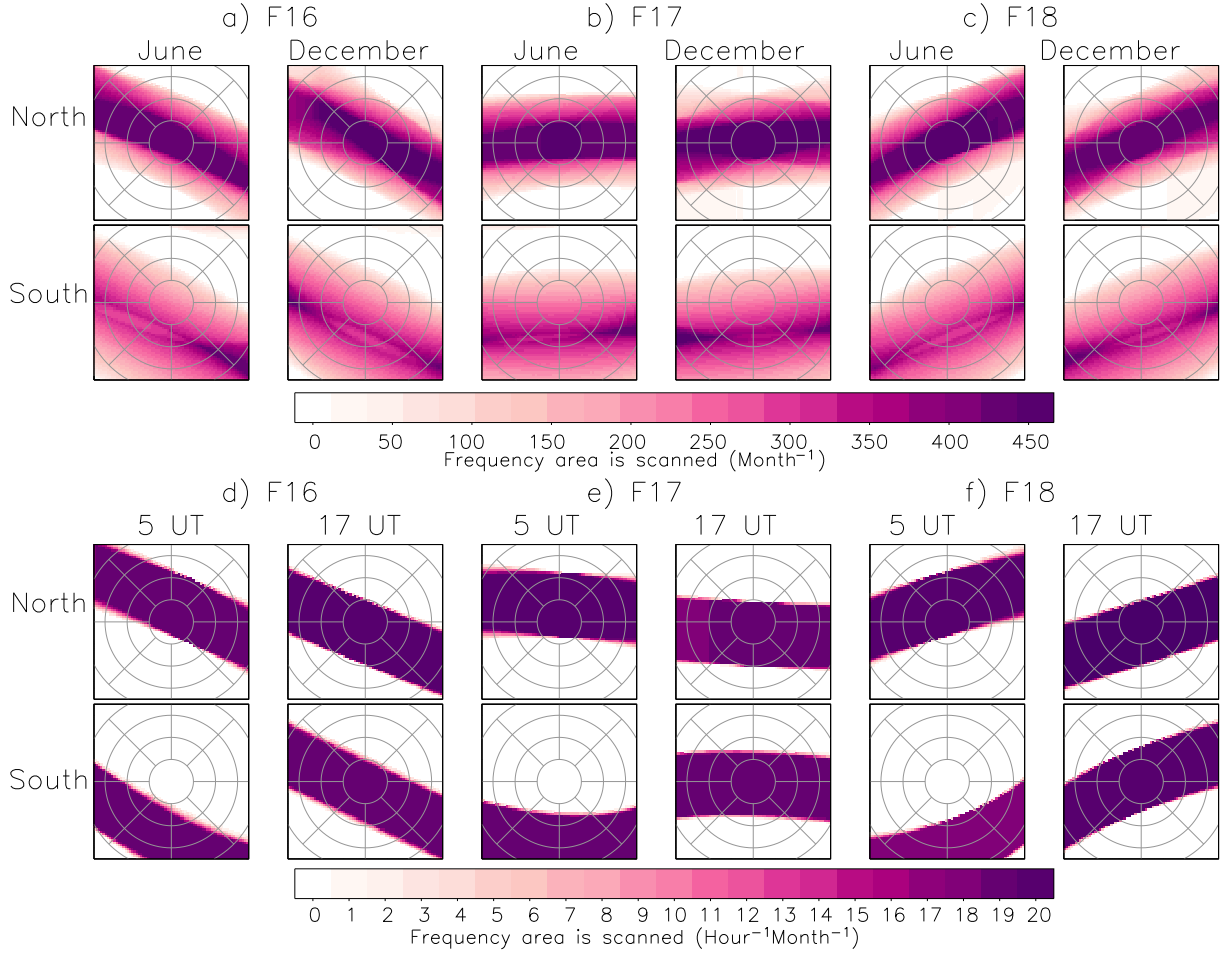 a) F16 b) F17 c) F18
June December June December June December
North
South
0 50 100 150 200 250 300 350 400 450
Frequency area is scanned (Month⁻¹)
d) F16 e) F17 f) F18
5 UT 17 UT 5 UT 17 UT 5 UT 17 UT
North
South
0 1 2 3 4 5 6 7 8 9 10 11 12 13 14 15 16 17 18 19 20
Frequency area is scanned (Hour⁻¹Month⁻¹)